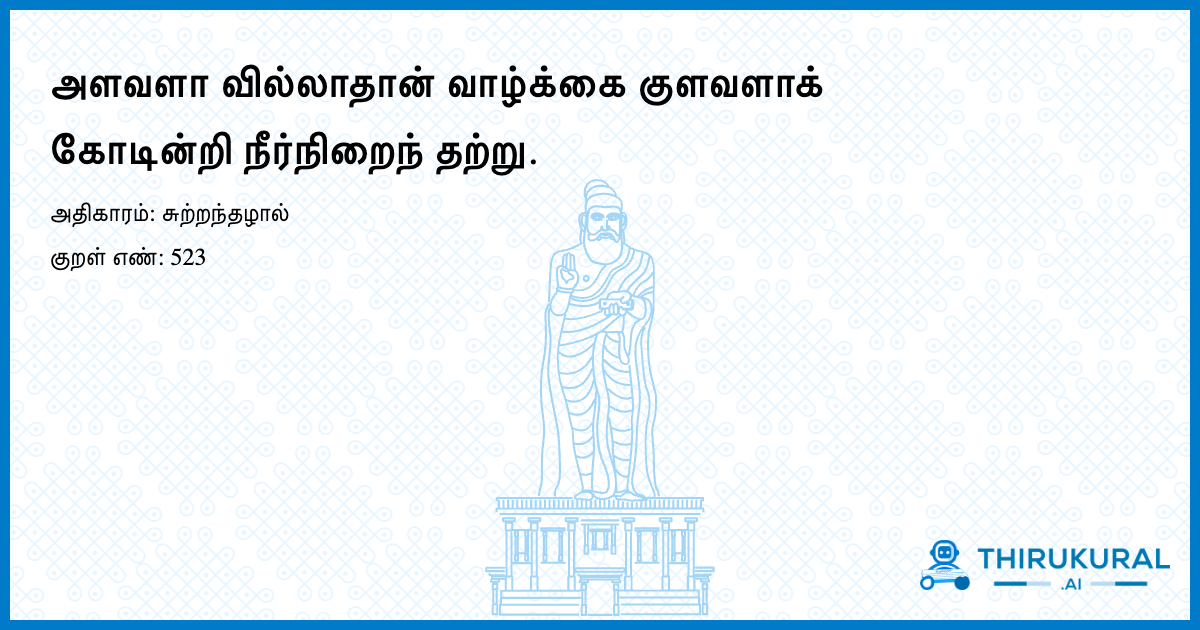 அளவளா வில்லாதான் வாழ்க்கை குளவளாக்
கோடின்றி நீர்நிறைந் தற்று.
அதிகாரம்: சுற்றந்தழால்
குறள் எண்: 523
THIRUKURAL
.AI